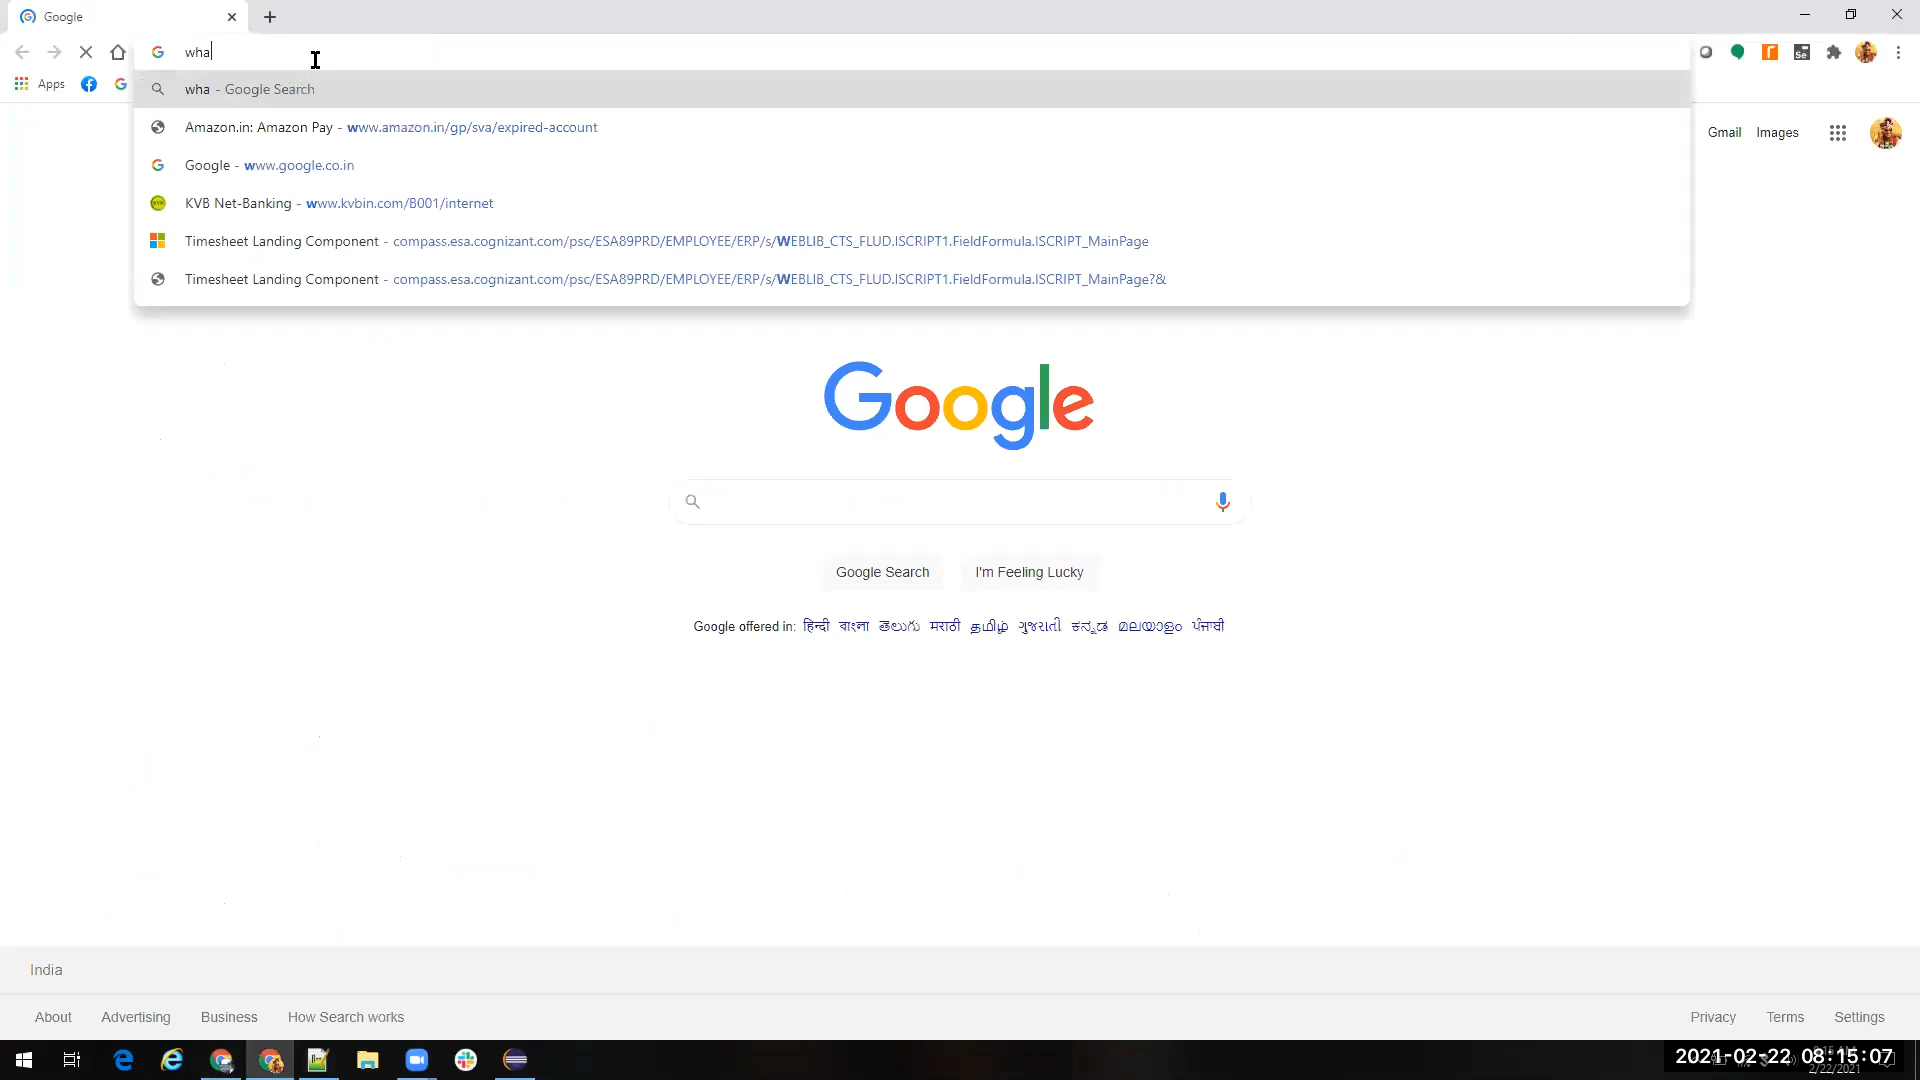 Google
wha
Apps
wha - Google Search
Amazon.in: Amazon Pay - www.amazon.in/gp/sva/expired-account
Google - www.google.co.in
KVB Net-Banking - www.kvbin.com/B001/internet
Timesheet Landing Component - compass.esa.cognizant.com/psc/ESA89PRD/EMPLOYEE/ERP/s/WEBLIB_CTS_FLUD.ISCRIPT1.FieldFormula.ISCRIPT_MainPage
Timesheet Landing Component - compass.esa.cognizant.com/psc/ESA89PRD/EMPLOYEE/ERP/s/WEBLIB_CTS_FLUD.ISCRIPT1.FieldFormula.ISCRIPT_MainPage?&
Gmail Images
Google
Google Search I'm Feeling Lucky
Google offered in: हिन्दी বাংলা తెలుగు मराठी தமிழ் ગુજરાતી ಕನ್ನಡ മലയാളം ਪੰਜਾਬੀ
India
About Advertising Business How Search works Privacy Terms Settings
2021-02-22 08:15:07
2/22/2021